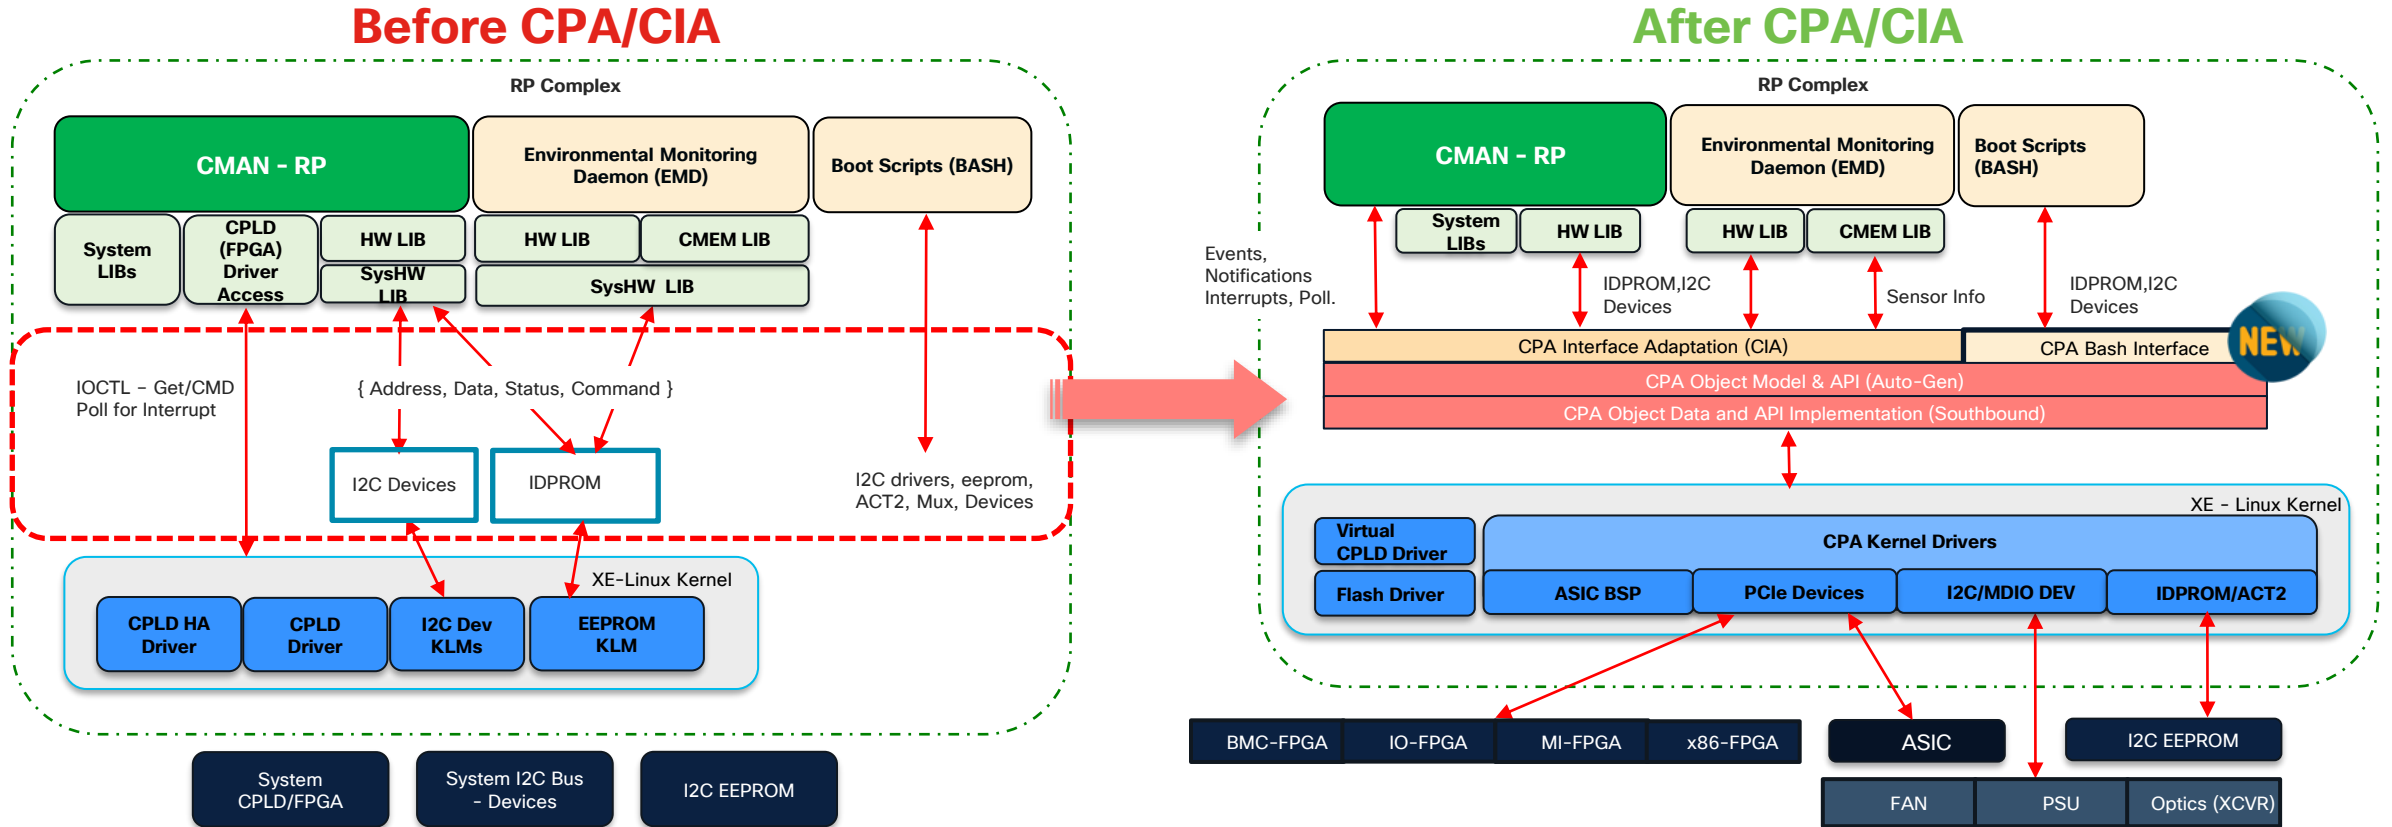 Before CPA/CIA
RP Complex
CMAN - RP
Environmental Monitoring
Daemon (EMD)
Boot Scripts (BASH)
System
LIBs
CPLD
(FPGA)
Driver
Access
HW LIB
SysHW
LIB
HW LIB
CMEM LIB
SysHW LIB
IOCTL - Get/CMD
Poll for Interrupt
{ Address, Data, Status, Command }
I2C Devices
IDPROM
I2C drivers, eeprom,
ACT2, Mux, Devices
XE-Linux Kernel
CPLD HA
Driver
CPLD
Driver
I2C Dev
KLMs
EEPROM
KLM
System
CPLD/FPGA
System I2C Bus
- Devices
I2C EEPROM
After CPA/CIA
RP Complex
CMAN - RP
Environmental Monitoring
Daemon (EMD)
Boot Scripts
(BASH)
System
LIBs
HW LIB
HW LIB
CMEM LIB
Events,
Notifications
Interrupts, Poll.
IDPROM,I2C
Devices
Sensor Info
IDPROM,I2C
Devices
NEW
CPA Interface Adaptation (CIA)
CPA Bash Interface
CPA Object Model & API (Auto-Gen)
CPA Object Data and API Implementation (Southbound)
XE - Linux Kernel
Virtual
CPLD Driver
CPA Kernel Drivers
Flash Driver
ASIC BSP
PCIe Devices
I2C/MDIO DEV
IDPROM/ACT2
BMC-FPGA
IO-FPGA
MI-FPGA
x86-FPGA
ASIC
I2C EEPROM
FAN
PSU
Optics (XCVR)